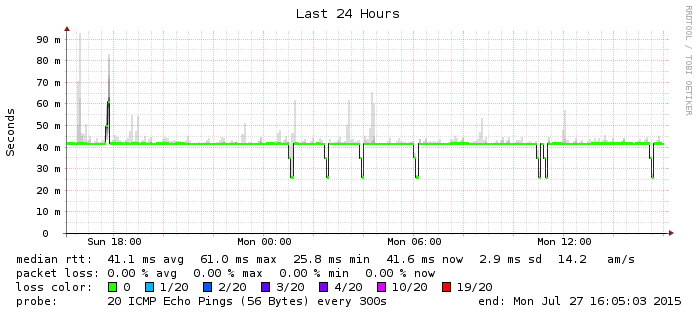 Last 24 Hours
RRDTOOL / TOBI OETIKER
Seconds
90 m
80 m
70 m
60 m
50 m
40 m
30 m
20 m
10 m
0
Sun 18:00 Mon 00:00 Mon 06:00 Mon 12:00
median rtt: 41.1 ms avg 61.0 ms max 25.8 ms min 41.6 ms now 2.9 ms sd 14.2 am/s
packet loss: 0.00 % avg 0.00 % max 0.00 % min 0.00 % now
loss color: 0 1/20 2/20 3/20 4/20 10/20 19/20
probe: 20 ICMP Echo Pings (56 Bytes) every 300s end: Mon Jul 27 16:05:03 2015